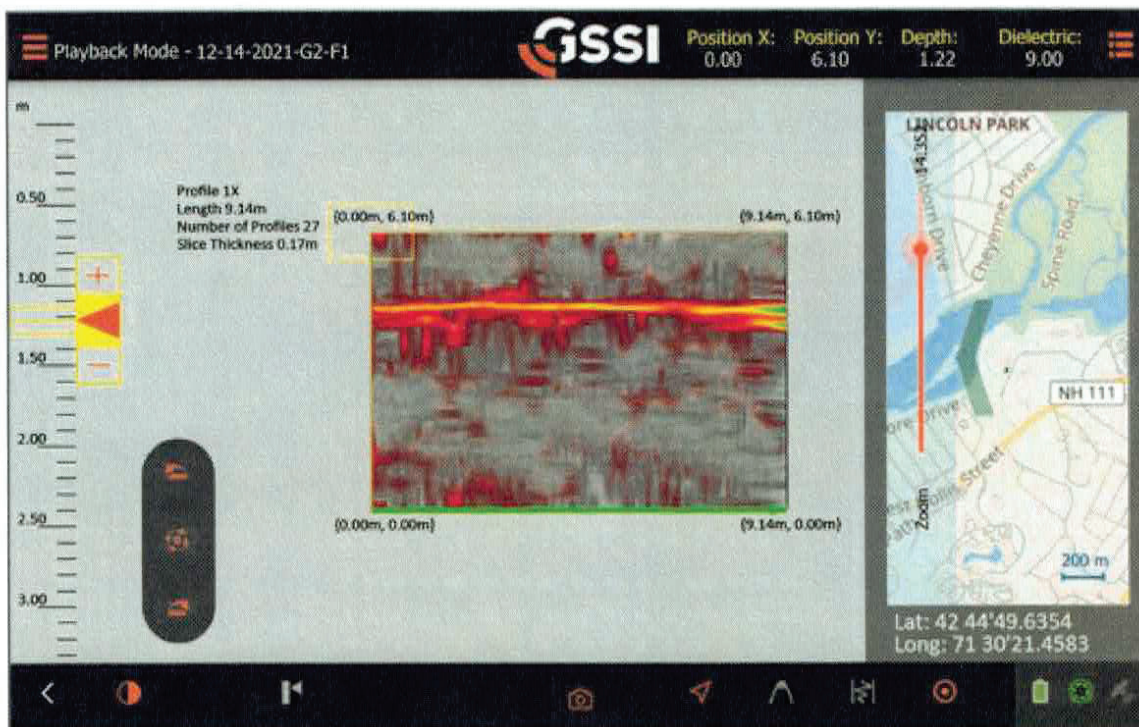 Playback Mode - 12-14-2021-G2-F1
GSSI
Position X:
0.00
Position Y:
6.10
Depth:
1.22
Dielectric:
9.00
m
0.50
1.00
1.50
2.00
2.50
3.00
+
−
Profile 1X
Length 9.14m
Number of Profiles 27
Slice Thickness 0.17m
(0.00m, 6.10m)
(9.14m, 6.10m)
(0.00m, 0.00m)
(9.14m, 0.00m)
LINCOLN PARK
Drive
Cheyenne Drive
Spine Road
NH 111
Drive
Street
Zoom
200 m
Lat: 42 44'49.6354
Long: 71 30'21.4583